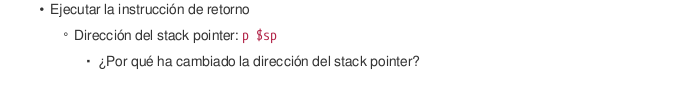 • Ejecutar la instrucción de retorno
◦ Dirección del stack pointer: p $sp
▪ ¿Por qué ha cambiado la dirección del stack pointer?